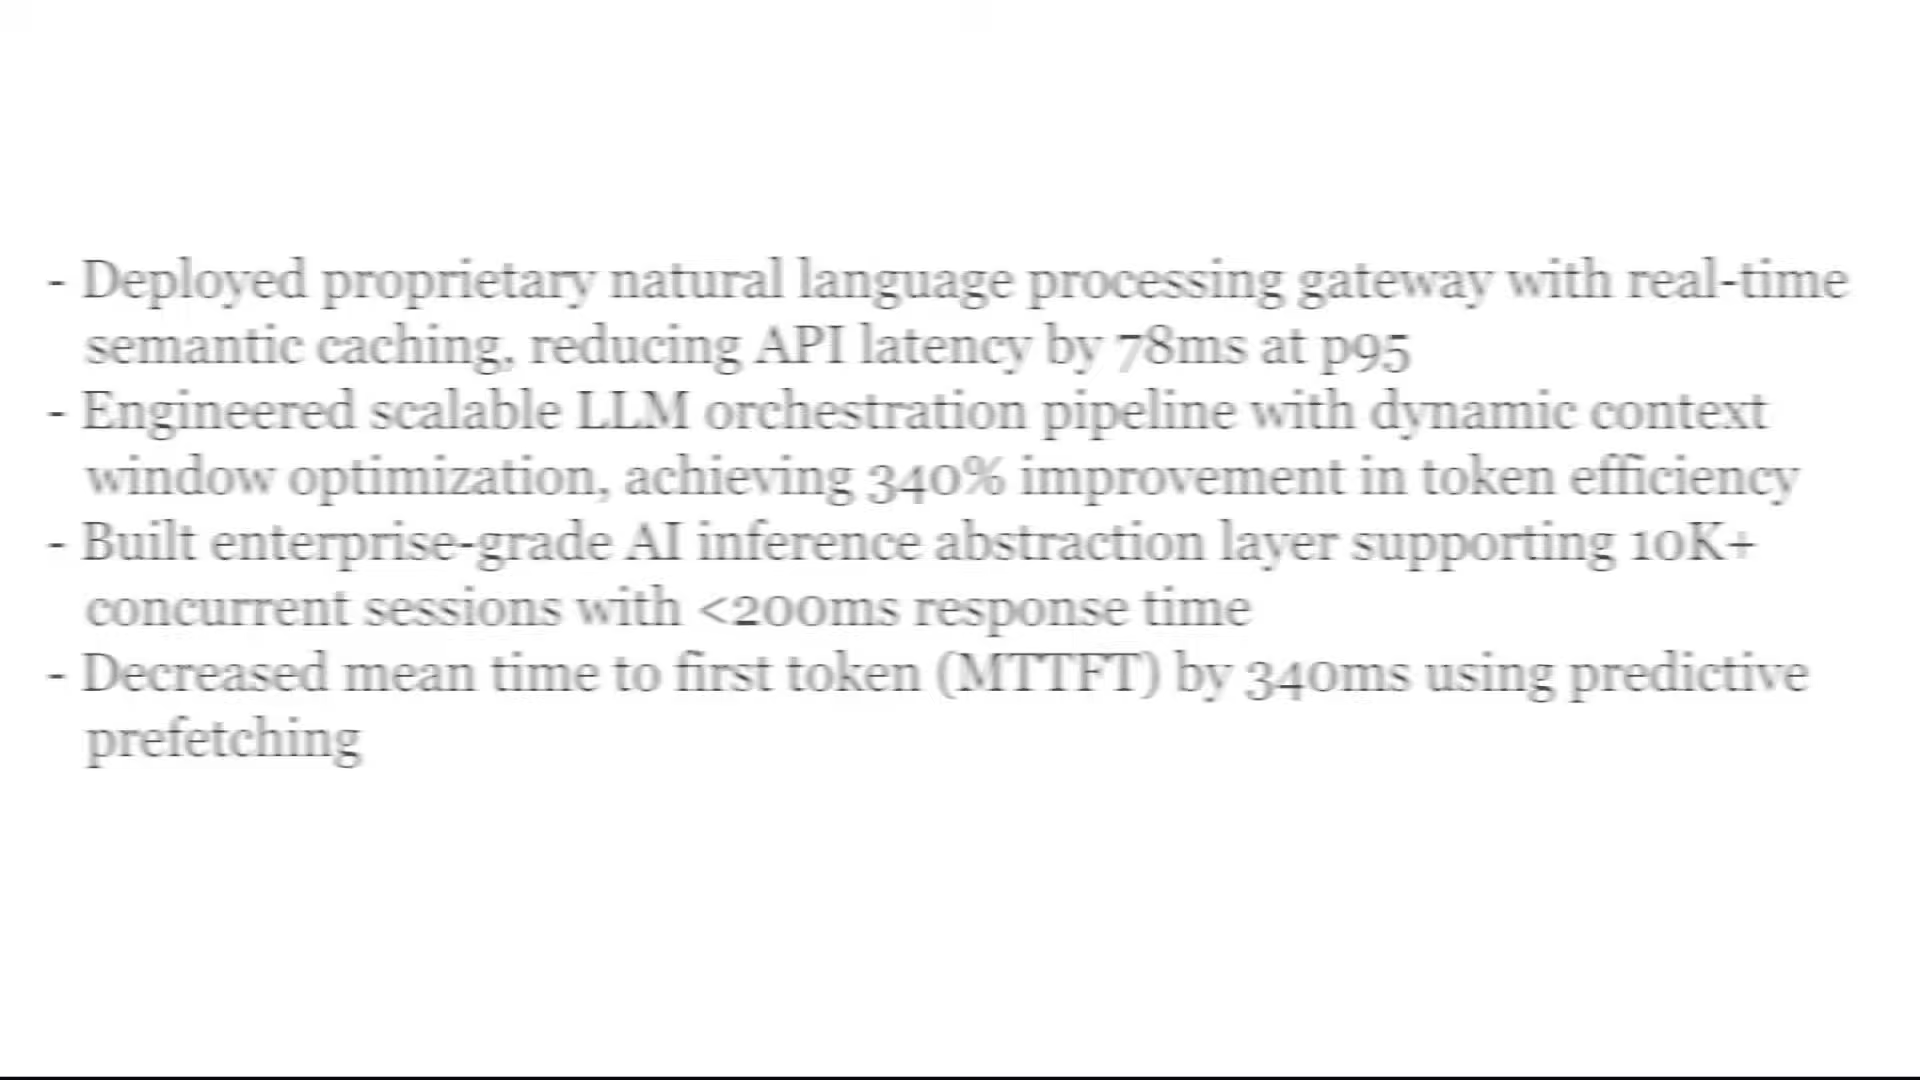 - Deployed proprietary natural language processing gateway with real-time
semantic caching, reducing API latency by 78ms at p95
- Engineered scalable LLM orchestration pipeline with dynamic context
window optimization, achieving 340% improvement in token efficiency
- Built enterprise-grade AI inference abstraction layer supporting 10K+
concurrent sessions with <200ms response time
- Decreased mean time to first token (MTTFT) by 340ms using predictive
prefetching